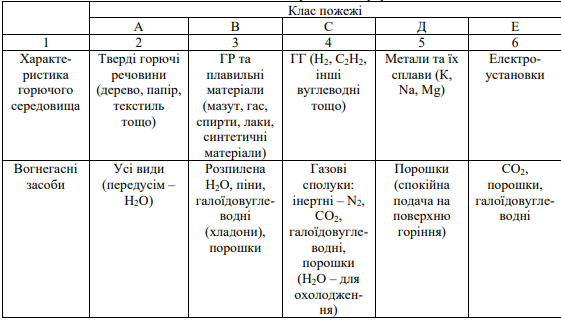 Клас пожежі
А В С Д Е
1 2 3 4 5 6
Характе-
ристика
горючого
середовища
Тверді горючі
речовини
(дерево, папір,
текстиль
тощо)
ГР та
плавильні
матеріали
(мазут, гас,
спирти, лаки,
синтетичні
матеріали)
ГГ (H₂, C₂H₂,
інші
вуглеводні
тощо)
Метали та їх
сплави (K,
Na, Mg)
Електро-
установки
Вогнегасні
засоби
Усі види
(передусім –
H₂O)
Розпилена
H₂O, піни,
галоїдовугле-
водні
(хладони),
порошки
Газові
сполуки:
інертні – N₂,
CO₂,
галоїдовугле-
водні,
порошки
(H₂O – для
охолоджен-
ня)
Порошки
(спокійна
подача на
поверхню
горіння)
CO₂,
порошки,
галоїдовугле-
водні